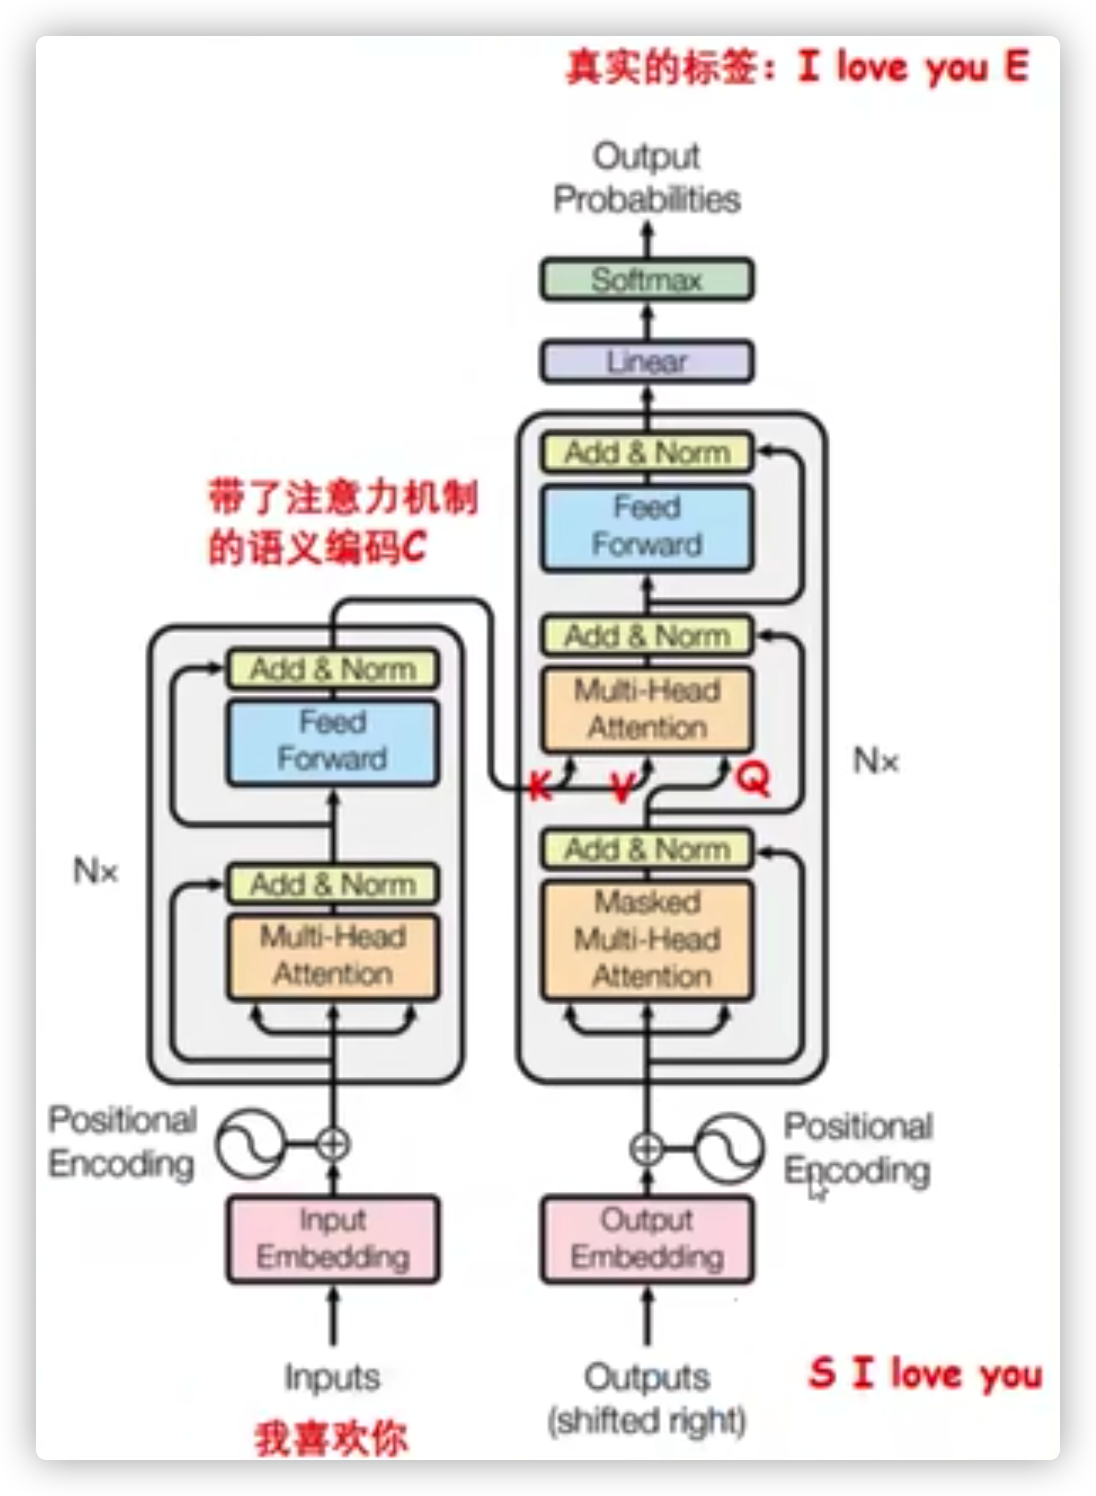 真实的标签：I love you E
Output
Probabilities
Softmax
Linear
Add & Norm
Feed
Forward
Add & Norm
Multi-Head
Attention
K
V
Q
Add & Norm
Masked
Multi-Head
Attention
Nx
Positional
Encoding
Output
Embedding
Outputs
(shifted right)
S I love you
带了注意力机制
的语义编码C
Add & Norm
Feed
Forward
Add & Norm
Multi-Head
Attention
Nx
Positional
Encoding
Input
Embedding
Inputs
我喜欢你